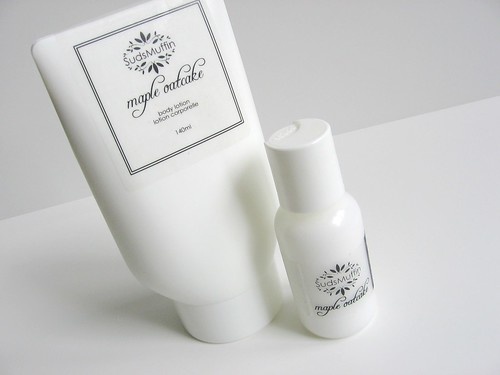 SudsMuffin
maple oatcake
body lotion
lotion corporelle
140ml
SudsMuffin
maple oatcake